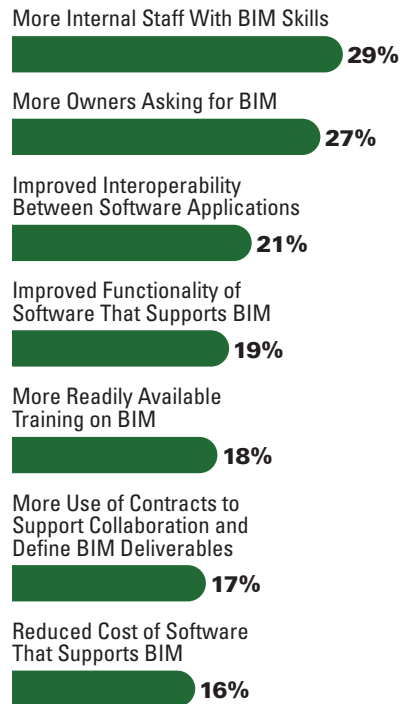 More Internal Staff With BIM Skills
29%
More Owners Asking for BIM
27%
Improved Interoperability
Between Software Applications
21%
Improved Functionality of
Software That Supports BIM
19%
More Readily Available
Training on BIM
18%
More Use of Contracts to
Support Collaboration and
Define BIM Deliverables
17%
Reduced Cost of Software
That Supports BIM
16%